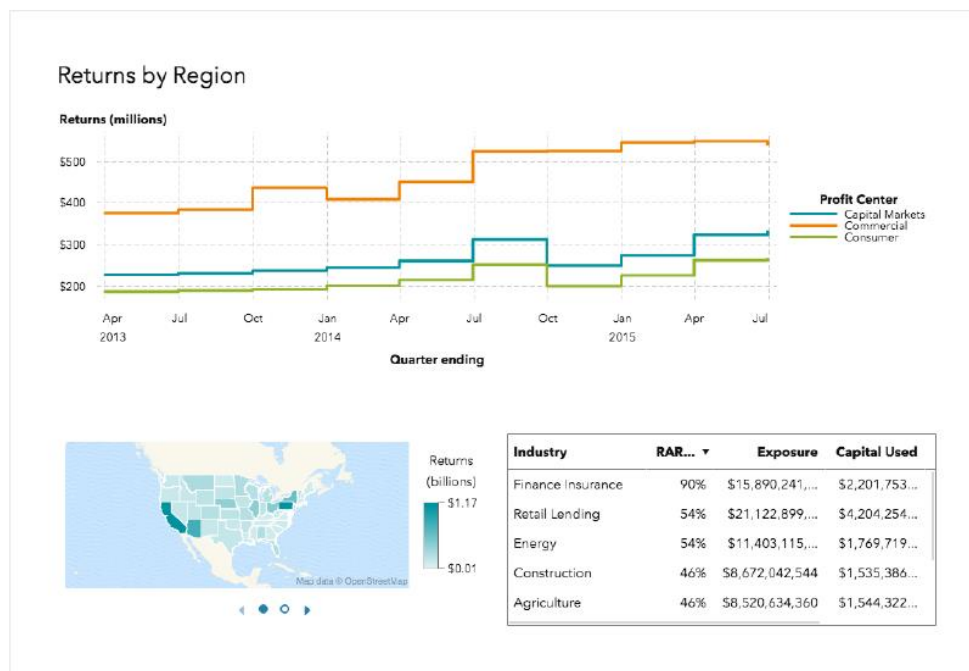 Returns by Region
Returns (millions)
$500
$400
$300
$200
Apr Jul Oct Jan Apr Jul Oct Jan Apr Jul
2013 2014 2015
Quarter ending
Profit Center
Capital Markets
Commercial
Consumer
Returns
(billions)
$1.17
$0.01
Map data © OpenStreetMap
Industry RAR... ▼ Exposure Capital Used
Finance Insurance 90% $15,890,241,... $2,201,753...
Retail Lending 54% $21,122,899,... $4,204,254...
Energy 54% $11,403,115,... $1,769,719...
Construction 46% $8,672,042,544 $1,535,386...
Agriculture 46% $8,520,634,360 $1,544,322...